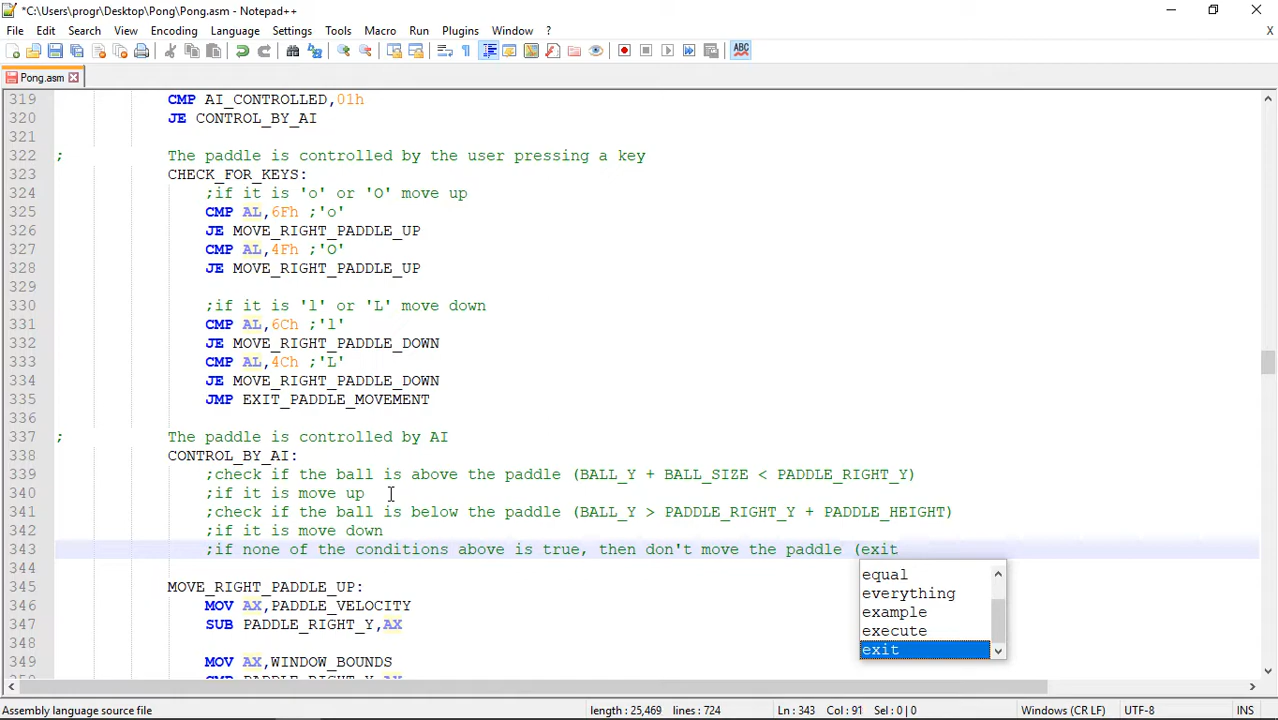 *C:\Users\progr\Desktop\Pong\Pong.asm - Notepad++
File Edit Search View Encoding Language Settings Tools Macro Run Plugins Window ? X
Pong.asm
319 CMP AI_CONTROLLED,01h
320 JE CONTROL_BY_AI
321
322 ; The paddle is controlled by the user pressing a key
323 CHECK_FOR_KEYS:
324 ;if it is 'o' or 'O' move up
325 CMP AL,6Fh ;'o'
326 JE MOVE_RIGHT_PADDLE_UP
327 CMP AL,4Fh ;'O'
328 JE MOVE_RIGHT_PADDLE_UP
329
330 ;if it is 'l' or 'L' move down
331 CMP AL,6Ch ;'l'
332 JE MOVE_RIGHT_PADDLE_DOWN
333 CMP AL,4Ch ;'L'
334 JE MOVE_RIGHT_PADDLE_DOWN
335 JMP EXIT_PADDLE_MOVEMENT
336
337 ; The paddle is controlled by AI
338 CONTROL_BY_AI:
339 ;check if the ball is above the paddle (BALL_Y + BALL_SIZE < PADDLE_RIGHT_Y)
340 ;if it is move up
341 ;check if the ball is below the paddle (BALL_Y > PADDLE_RIGHT_Y + PADDLE_HEIGHT)
342 ;if it is move down
343 ;if none of the conditions above is true, then don't move the paddle (exit
344
equal
345 MOVE_RIGHT_PADDLE_UP:
everything
346 MOV AX,PADDLE_VELOCITY
example
347 SUB PADDLE_RIGHT_Y,AX
execute
348
exit
349 MOV AX,WINDOW_BOUNDS
CMP PADDLE_RIGHT_Y,AX
Assembly language source file length : 25,469 lines : 724 Ln : 343 Col : 91 Sel : 0 | 0 Windows (CR LF) UTF-8 INS